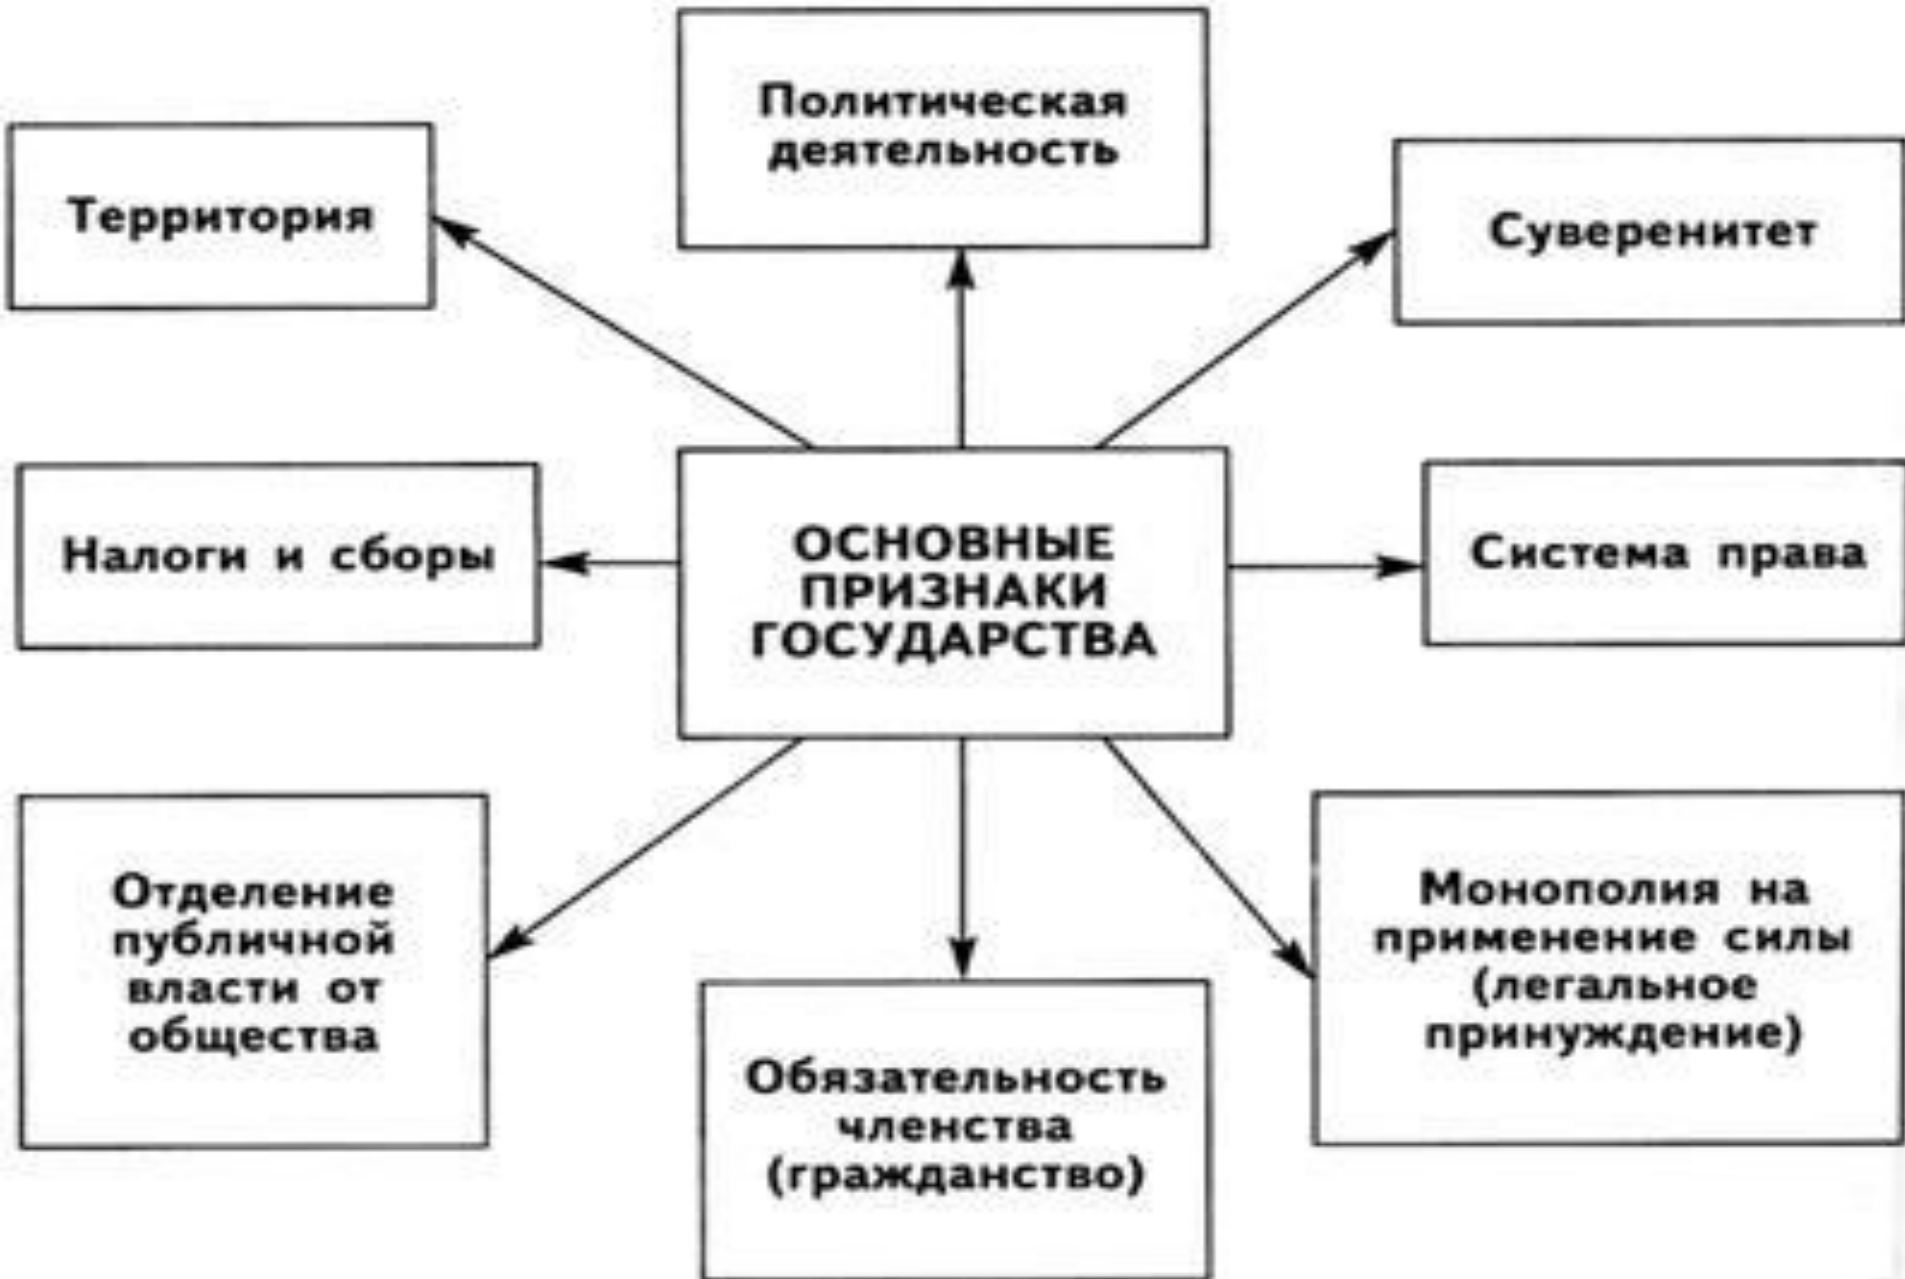 Политическая
деятельность
Территория
Суверенитет
Налоги и сборы
ОСНОВНЫЕ
ПРИЗНАКИ
ГОСУДАРСТВА
Система права
Отделение
публичной
власти от
общества
Обязательность
членства
(гражданство)
Монополия на
применение силы
(легальное
принуждение)